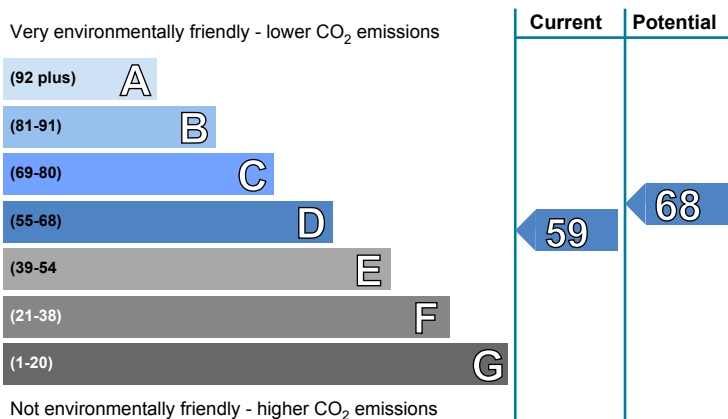 Current Potential
Very environmentally friendly - lower CO2 emissions
(92 plus) A
(81-91) B
(69-80) C
(55-68) D
(39-54 E
(21-38) F
(1-20) G
59
68
Not environmentally friendly - higher CO2 emissions